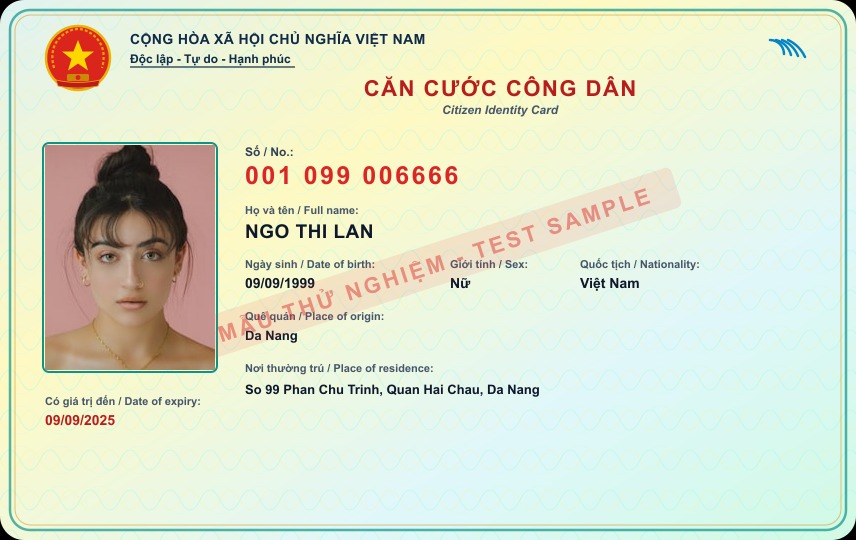 CỘNG HÒA XÃ HỘI CHỦ NGHĨA VIỆT NAM
Độc lập - Tự do - Hạnh phúc
CĂN CƯỚC CÔNG DÂN
Citizen Identity Card
Số / No.:
001 099 006666
Họ và tên / Full name:
NGO THI LAN
Ngày sinh / Date of birth: Giới tính / Sex: Quốc tịch / Nationality:
09/09/1999 Nữ Việt Nam
MẪU THỬ NGHIỆM - TEST SAMPLE
Quê quán / Place of origin:
Da Nang
Nơi thường trú / Place of residence:
So 99 Phan Chu Trinh, Quan Hai Chau, Da Nang
Có giá trị đến / Date of expiry:
09/09/2025